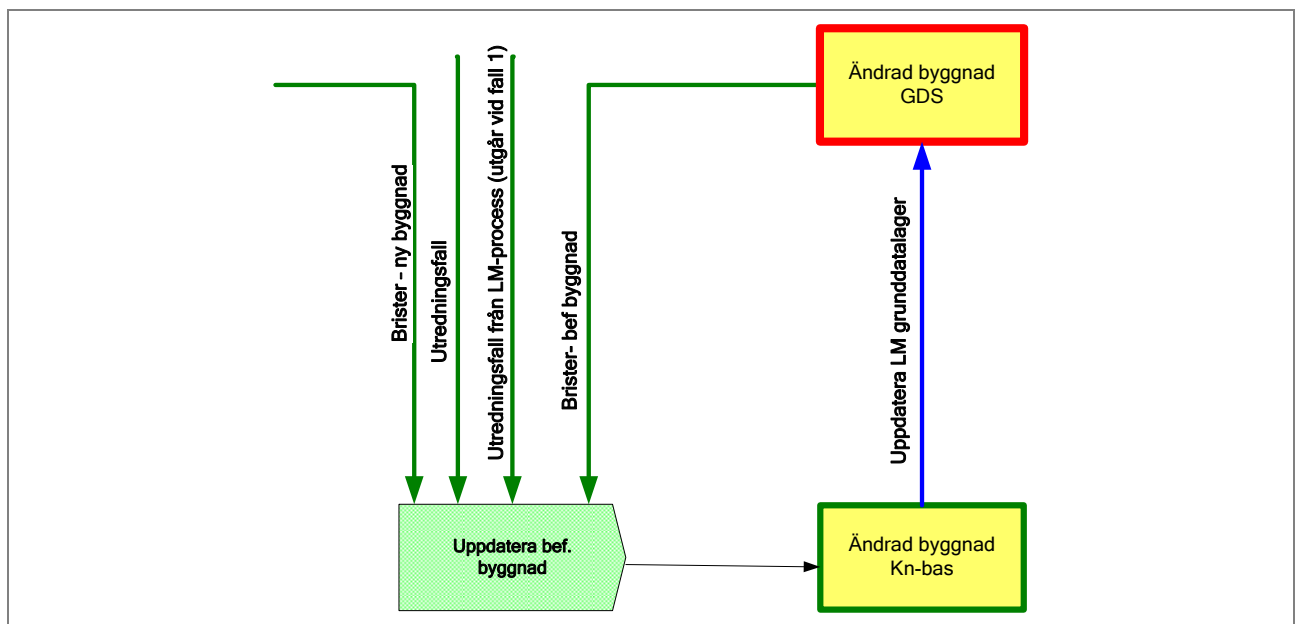 Ändrad byggnad
GDS
Brister - ny byggnad
Utredningsfall
Utredningsfall från LM-process (utgår vid fall 1)
Brister- bef byggnad
Uppdatera LM grunddatalager
Uppdatera bef.
byggnad
Ändrad byggnad
Kn-bas